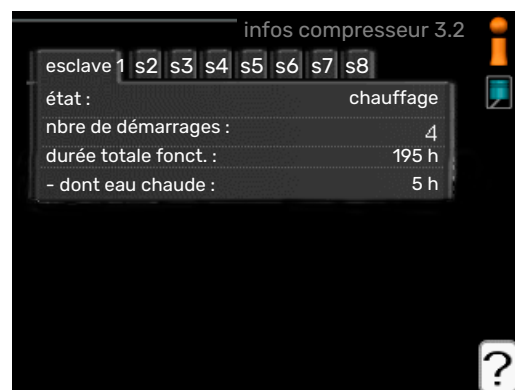 infos compresseur 3.2
esclave 1 s2 s3 s4 s5 s6 s7 s8
état : chauffage
nbre de démarrages : 4
durée totale fonct. : 195 h
- dont eau chaude : 5 h
?